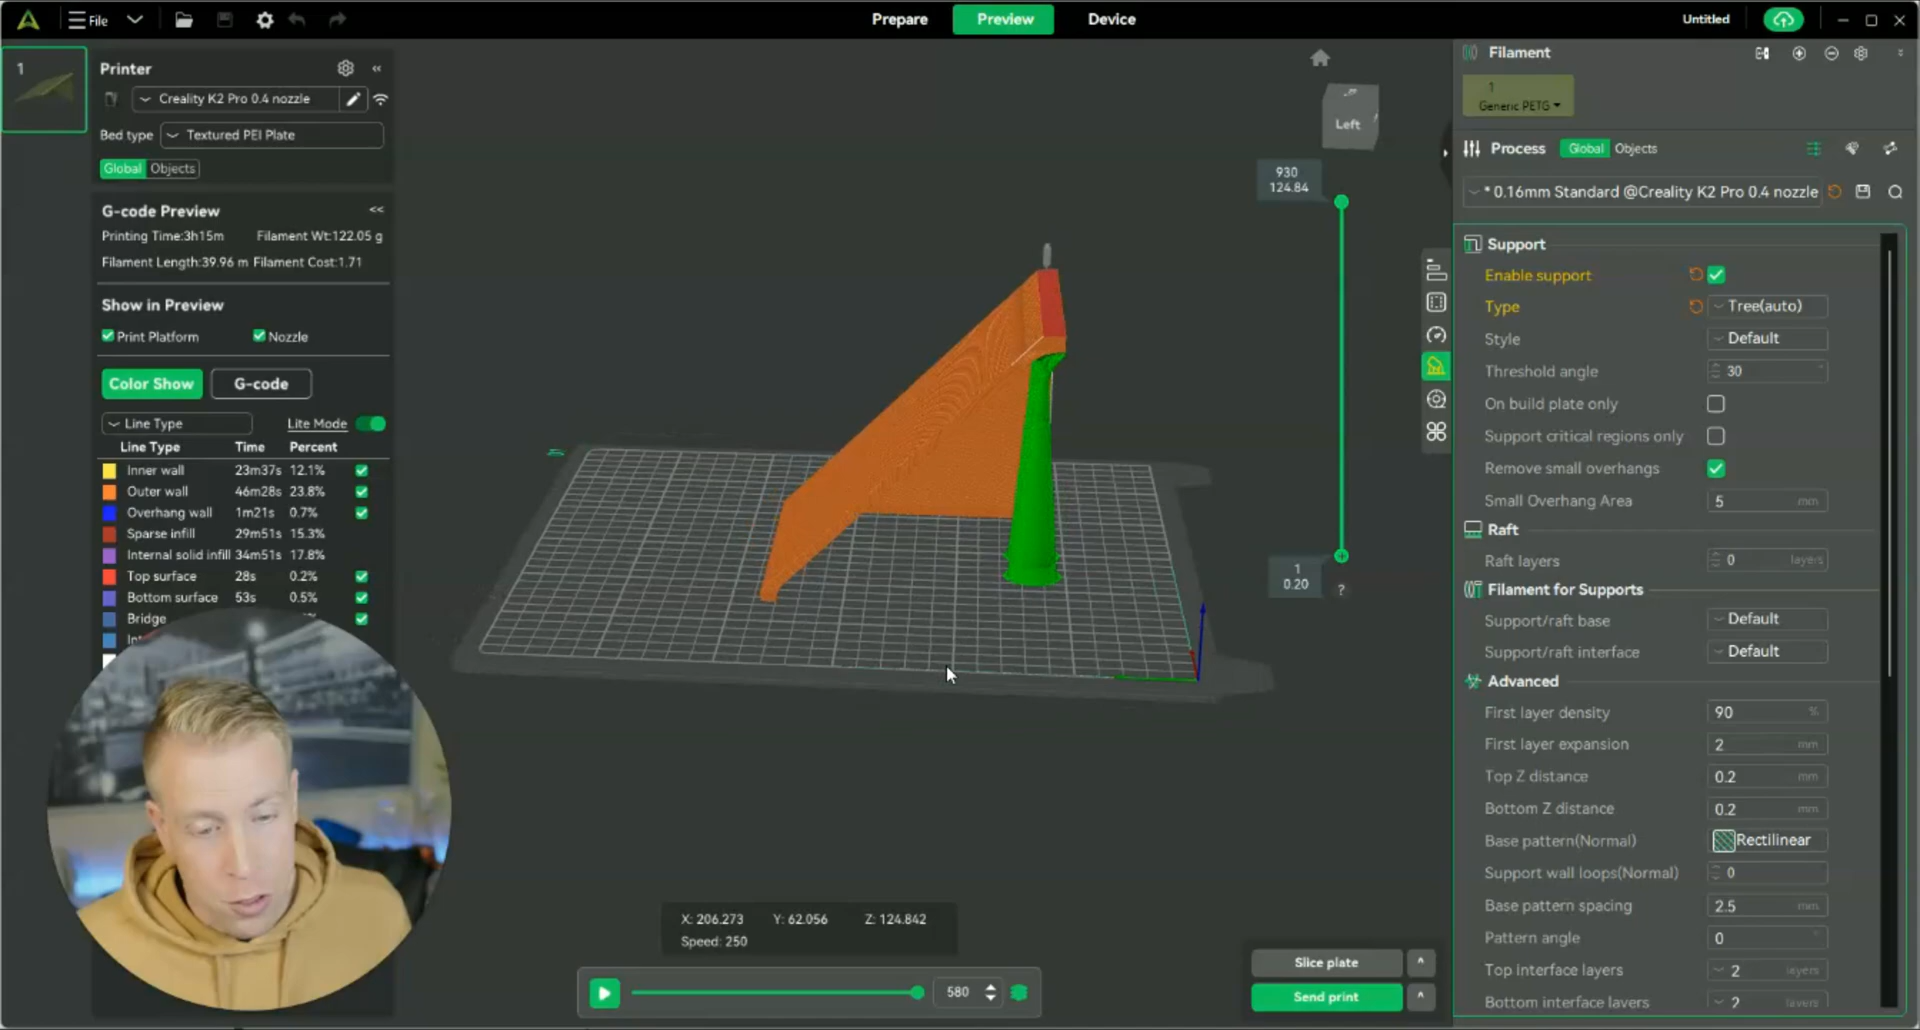 File
Prepare
Preview
Device
Untitled
1
Printer
Creality K2 Pro 0.4 nozzle
Bed type
Textured PEI Plate
Global
Objects
G-code Preview
Printing Time:3h15m
Filament Wt:122.05 g
Filament Length:39.96 m
Filament Cost:1.71
Show in Preview
Print Platform
Nozzle
Color Show
G-code
Line Type
Lite Mode
Line Type Time Percent
Inner wall 23m37s 12.1%
Outer wall 46m28s 23.8%
Overhang wall 1m21s 0.7%
Sparse infill 29m51s 15.3%
Internal solid infill 34m51s 17.8%
Top surface 28s 0.2%
Bottom surface 53s 0.5%
Bridge
Left
930
124.84
1
0.20
?
X: 206.273 Y: 62.056 Z: 124.842
Speed: 250
580
Slice plate
Send print
Filament
1
Generic PETG
Process
Global
Objects
* 0.16mm Standard @Creality K2 Pro 0.4 nozzle
Support
Enable support
Type Tree(auto)
Style Default
Threshold angle 30 °
On build plate only
Support critical regions only
Remove small overhangs
Small Overhang Area 5 mm
Raft
Raft layers 0 layers
Filament for Supports
Support/raft base Default
Support/raft interface Default
Advanced
First layer density 90 %
First layer expansion 2 mm
Top Z distance 0.2 mm
Bottom Z distance 0.2 mm
Base pattern(Normal) Rectilinear
Support wall loops(Normal) 0
Base pattern spacing 2.5 mm
Pattern angle 0 °
Top interface layers 2 layers
Bottom interface layers 2 layers